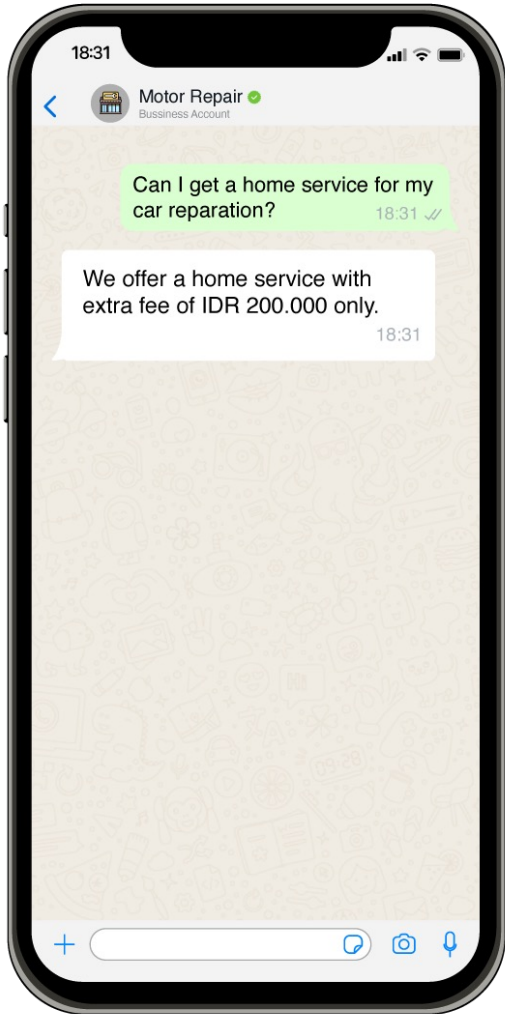 18:31
Motor Repair
Bussiness Account
Can I get a home service for my
car reparation?
18:31
We offer a home service with
extra fee of IDR 200.000 only.
18:31